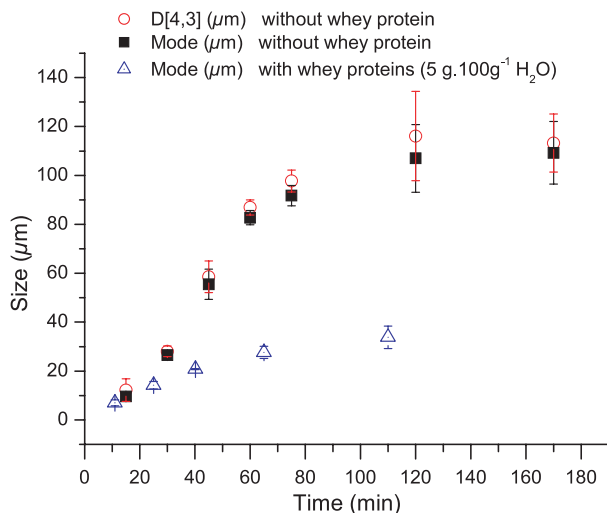 D[4,3] (µm) without whey protein
Mode (µm) without whey protein
Mode (µm) with whey proteins (5 g.100g⁻¹ H₂O)
140
120
100
80
60
40
20
0
Size (µm)
0 20 40 60 80 100 120 140 160 180
Time (min)